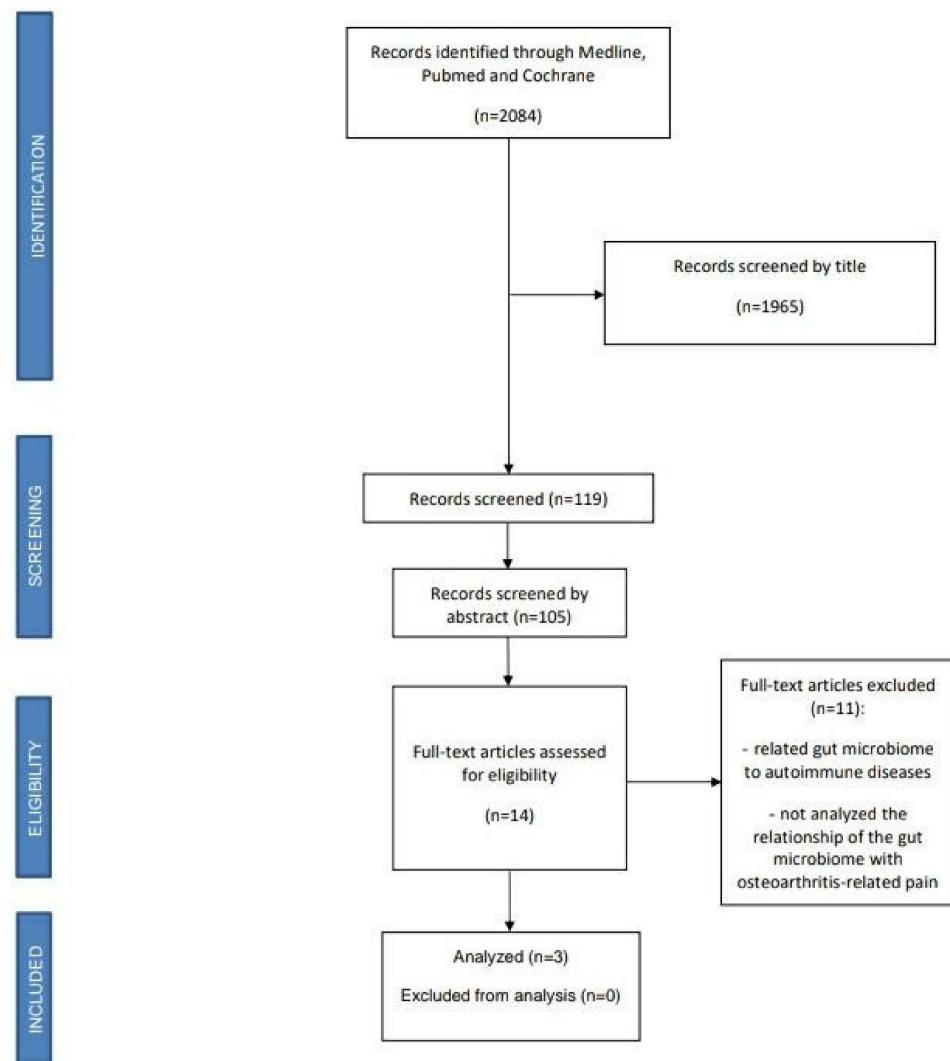 IDENTIFICATION
Records identified through Medline,
Pubmed and Cochrane
(n=2084)
Records screened by title
(n=1965)
SCREENING
Records screened (n=119)
Records screened by
abstract (n=105)
ELIGIBILITY
Full-text articles assessed
for eligibility
(n=14)
Full-text articles excluded
(n=11):
- related gut microbiome
to autoimmune diseases
- not analyzed the
relationship of the gut
microbiome with
osteoarthritis-related pain
INCLUDED
Analyzed (n=3)
Excluded from analysis (n=0)